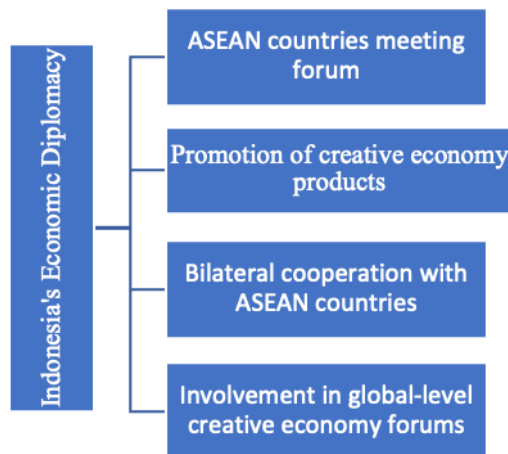 Indonesia's Economic Diplomacy
ASEAN countries meeting
forum
Promotion of creative economy
products
Bilateral cooperation with
ASEAN countries
Involvement in global-level
creative economy forums